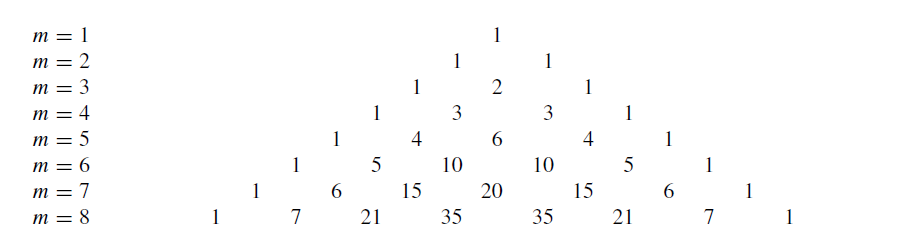 m = 1 1
m = 2 1 1
m = 3 1 2 1
m = 4 1 3 3 1
m = 5 1 4 6 4 1
m = 6 1 5 10 10 5 1
m = 7 1 6 15 20 15 6 1
m = 8 1 7 21 35 35 21 7 1